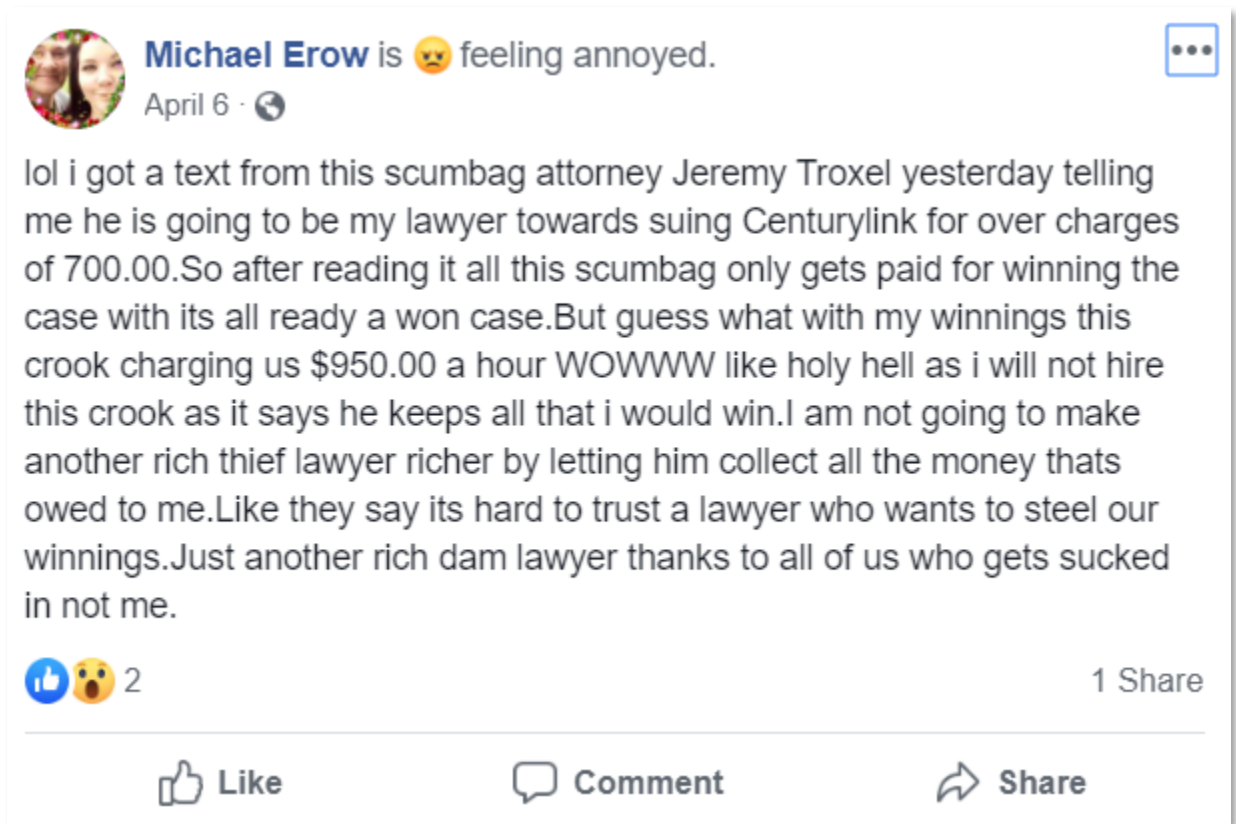 Michael Erow is 😠 feeling annoyed.
April 6 ·
lol i got a text from this scumbag attorney Jeremy Troxel yesterday telling
me he is going to be my lawyer towards suing Centurylink for over charges
of 700.00.So after reading it all this scumbag only gets paid for winning the
case with its all ready a won case.But guess what with my winnings this
crook charging us $950.00 a hour WOWWW like holy hell as i will not hire
this crook as it says he keeps all that i would win.I am not going to make
another rich thief lawyer richer by letting him collect all the money thats
owed to me.Like they say its hard to trust a lawyer who wants to steel our
winnings.Just another rich dam lawyer thanks to all of us who gets sucked
in not me.
2
1 Share
Like
Comment
Share